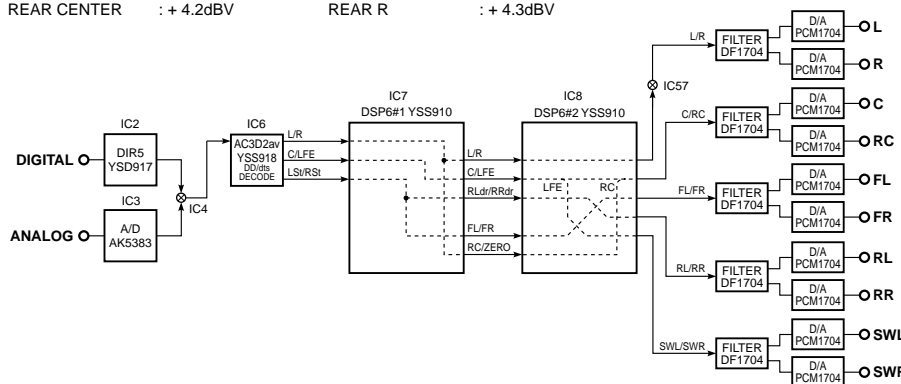 REAR CENTER : + 4.2dBV REAR R : + 4.3dBV
IC2
DIR5
YSD917
DIGITAL
IC3
A/D
AK5383
ANALOG
IC4
IC6
AC3D2av
YSS918
DD/dts
DECODE
L/R
C/LFE
LSt/RSt
IC7
DSP6#1 YSS910
L/R
C/LFE
RLdr/RRdr
FL/FR
RC/ZERO
IC8
DSP6#2 YSS910
LFE
RC
IC57
L/R
C/RC
FL/FR
RL/RR
SWL/SWR
FILTER
DF1704
D/A
PCM1704
L
D/A
PCM1704
R
FILTER
DF1704
D/A
PCM1704
C
D/A
PCM1704
RC
FILTER
DF1704
D/A
PCM1704
FL
D/A
PCM1704
FR
FILTER
DF1704
D/A
PCM1704
RL
D/A
PCM1704
RR
FILTER
DF1704
D/A
PCM1704
SWL
D/A
PCM1704
SWR